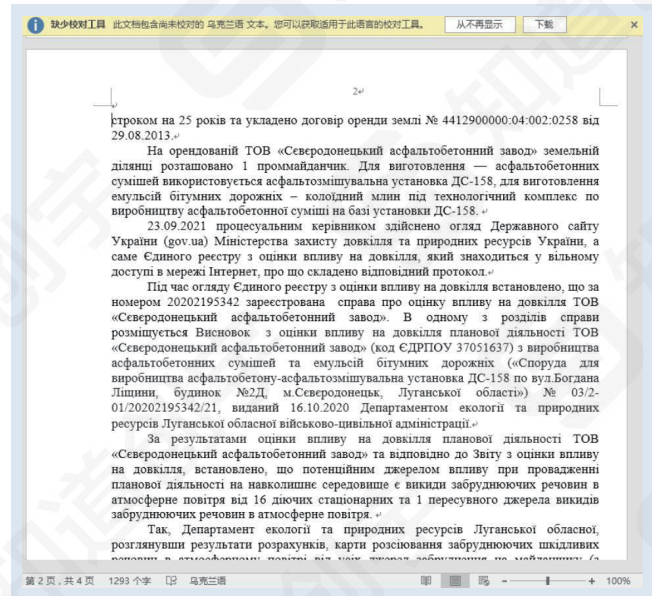 缺少校对工具 此文档包含尚未校对的 乌克兰语 文本。您可以获取适用于此语言的校对工具。 从不再显示 下载 ×
2
строком на 25 років та укладено договір оренди землі № 4412900000:04:002:0258 від
29.08.2013.
На орендованій ТОВ «Сєвєродонецький асфальтобетонний завод» земельній
ділянці розташовано 1 проммайданчик. Для виготовлення — асфальтобетонних
сумішей використовується асфальтозмішувальна установка ДС-158, для виготовлення
емульсій бітумних дорожніх – колоїдний млин під технологічний комплекс по
виробництву асфальтобетонної суміші на базі установки ДС-158.
23.09.2021 процесуальним керівником здійснено огляд Державного сайту
України (gov.ua) Міністерства захисту довкілля та природних ресурсів України, а
саме Єдиного реєстру з оцінки впливу на довкілля, який знаходиться у вільному
доступі в мережі Інтернет, про що складено відповідний протокол.
Під час огляду Єдиного реєстру з оцінки впливу на довкілля встановлено, що за
номером 20202195342 зареєстрована справа про оцінку впливу на довкілля ТОВ
«Сєвєродонецький асфальтобетонний завод». В одному з розділів справи
розміщується Висновок з оцінки впливу на довкілля планової діяльності ТОВ
«Сєвєродонецький асфальтобетонний завод» (код ЄДРПОУ 37051637) з виробництва
асфальтобетонних сумішей та емульсій бітумних дорожніх («Споруда для
виробництва асфальтобетону-асфальтозмішувальна установка ДС-158 по вул.Богдана
Ліщини, будинок №2Д, м.Сєвєродонецьк, Луганської області») № 03/2-
01/20202195342/21, виданий 16.10.2020 Департаментом екології та природних
ресурсів Луганської обласної військово-цивільної адміністрації.
За результатами оцінки впливу на довкілля планової діяльності ТОВ
«Сєвєродонецький асфальтобетонний завод» та відповідно до Звіту з оцінки впливу
на довкілля, встановлено, що потенційним джерелом впливу при провадженні
планової діяльності на навколишнє середовище є викиди забруднюючих речовин в
атмосферне повітря від 16 діючих стаціонарних та 1 пересувного джерела викидів
забруднюючих речовин в атмосферне повітря.
Так, Департамент екології та природних ресурсів Луганської обласної,
розглянувши результати розрахунків, карти розсіювання забруднюючих шкідливих
第 2 页，共 4 页 1293 个字 乌克兰语 100%